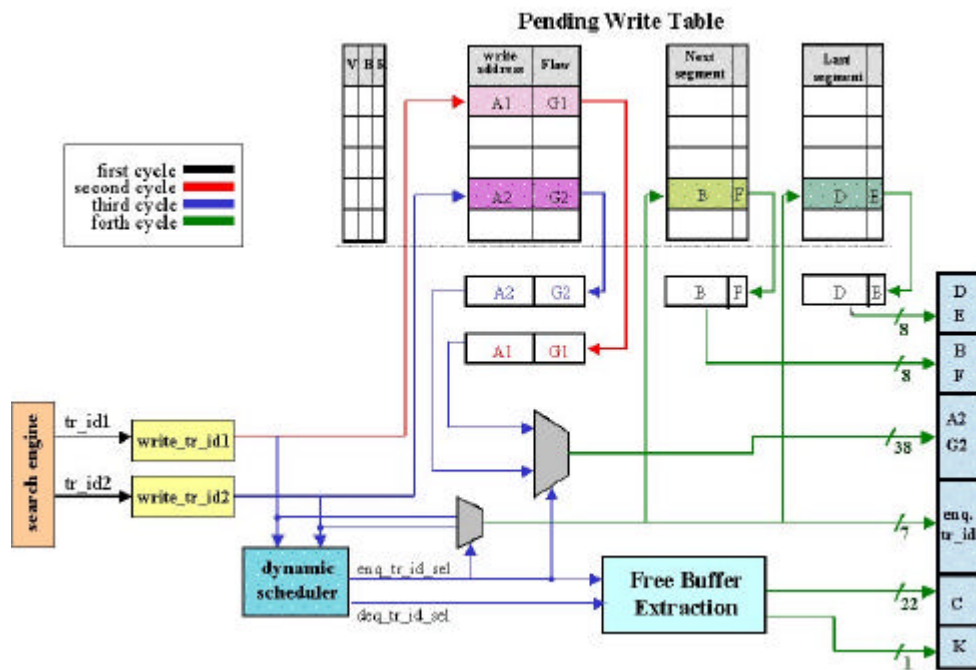 Pending Write Table
V B S
write address Flow
Next segment
Last segment
A1 G1
first cycle
second cycle
third cycle
forth cycle
A2 G2
B F
D E
A2 G2
B F
D E
A1 G1
D
E
8
B
F
8
A2
G2
38
search engine
tr_id1
write_tr_id1
tr_id2
write_tr_id2
enq.
tr_id
7
dynamic
scheduler
enq_tr_id_sel
deq_tr_id_sel
Free Buffer
Extraction
22
C
K
1